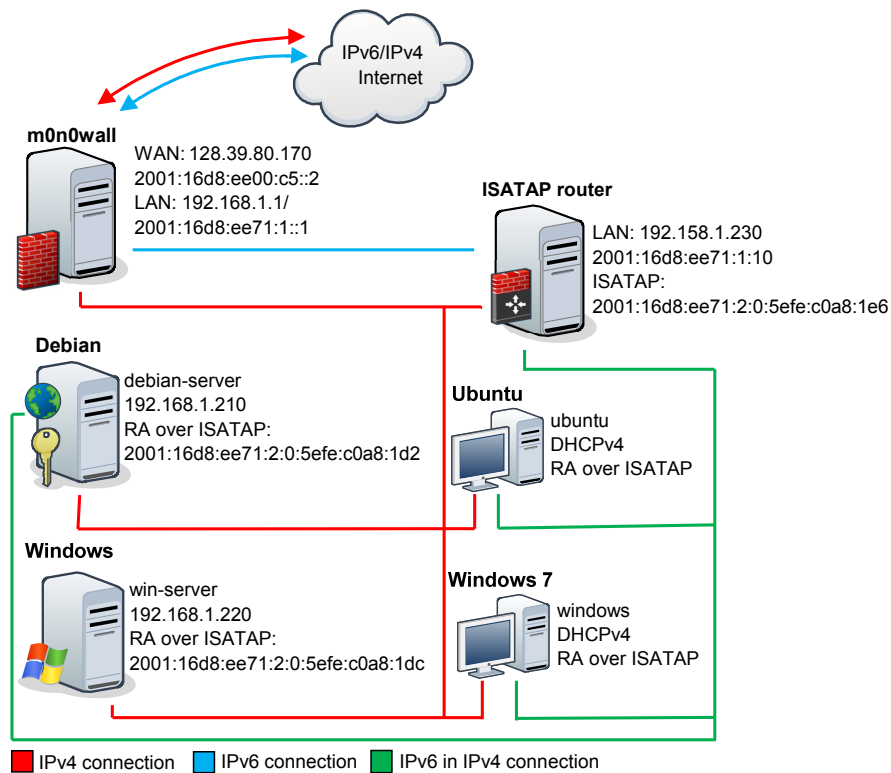 IPv6/IPv4
Internet
m0n0wall
WAN: 128.39.80.170
2001:16d8:ee00:c5::2
LAN: 192.168.1.1/
2001:16d8:ee71:1::1
ISATAP router
LAN: 192.158.1.230
2001:16d8:ee71:1:10
ISATAP:
2001:16d8:ee71:2:0:5efe:c0a8:1e6
Debian
debian-server
192.168.1.210
RA over ISATAP:
2001:16d8:ee71:2:0:5efe:c0a8:1d2
Ubuntu
ubuntu
DHCPv4
RA over ISATAP
Windows
win-server
192.168.1.220
RA over ISATAP:
2001:16d8:ee71:2:0:5efe:c0a8:1dc
Windows 7
windows
DHCPv4
RA over ISATAP
IPv4 connection
IPv6 connection
IPv6 in IPv4 connection